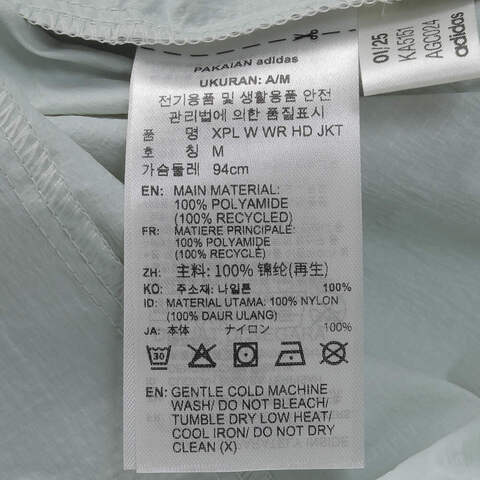 PAKAIAN adidas
UKURAN: A/M
전기용품 및 생활용품 안전
관리법에 의한 품질표시
품 명 XPL W WR HD JKT
호 칭 M
가슴둘레 94cm
EN: MAIN MATERIAL:
100% POLYAMIDE
(100% RECYCLED)
FR: MATIERE PRINCIPALE:
100% POLYAMIDE
(100% RECYCLE)
ZH: 主料: 100% 锦纶(再生)
KO: 주소재: 나일론 100%
ID: MATERIAL UTAMA: 100% NYLON
(100% DAUR ULANG)
JA: 本体 ナイロン 100%
30
EN: GENTLE COLD MACHINE
WASH/ DO NOT BLEACH/
TUMBLE DRY LOW HEAT/
COOL IRON/ DO NOT DRY
CLEAN (X)
01/25
KA5151
AG0024
adidas